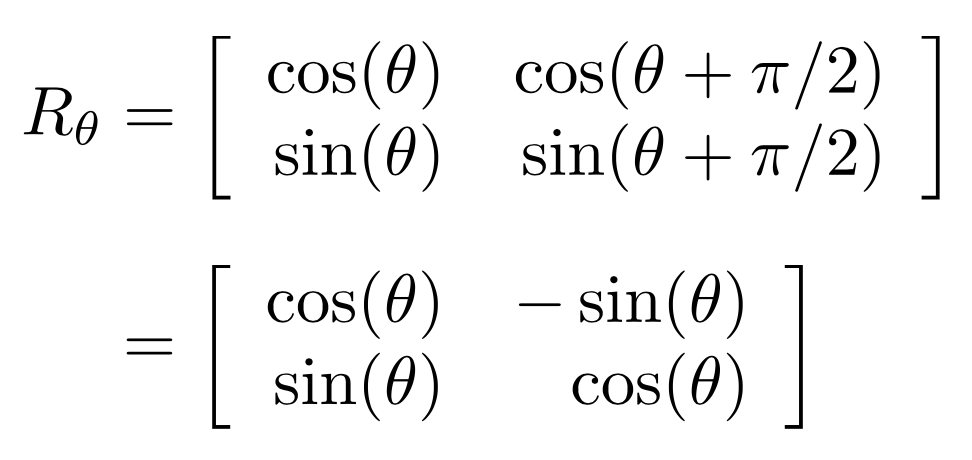 R_θ = [ cos(θ) cos(θ + π/2)
sin(θ) sin(θ + π/2) ]
= [ cos(θ) − sin(θ)
sin(θ) cos(θ) ]